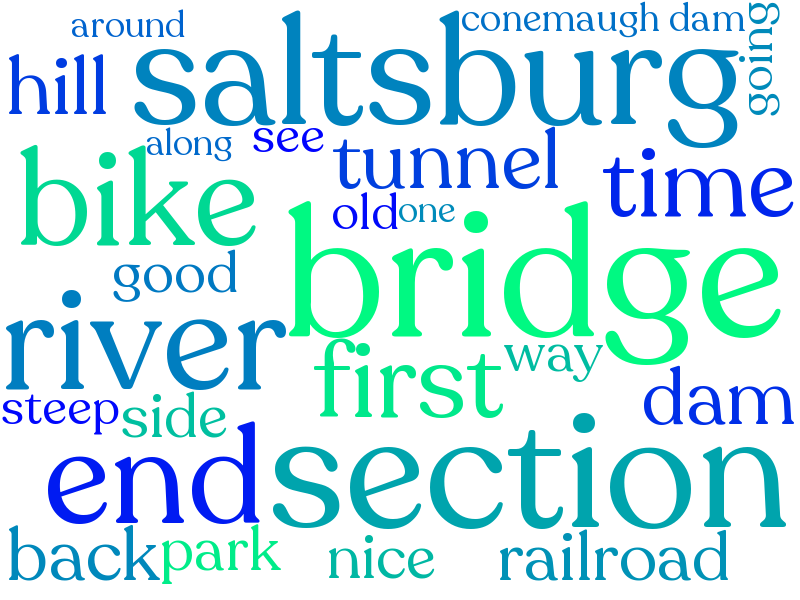 around
conemaugh dam
going
hill
saltsburg
along
see
tunnel
bike
time
old
one
bridge
good
river
first
way
steep
side
dam
end
section
back
park
nice
railroad